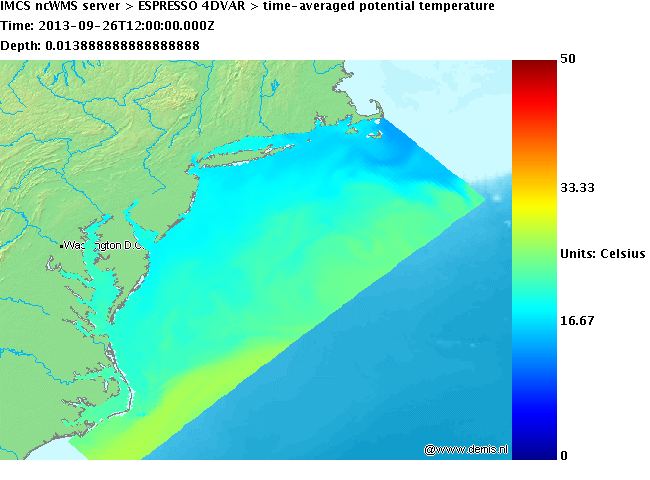 IMCS ncWMS server > ESPRESSO 4DVAR > time-averaged potential temperature
Time: 2013-09-26T12:00:00.000Z
Depth: 0.013888888888888888
50
33.33
Washington D.C.
Units: Celsius
16.67
@www.demis.nl
0